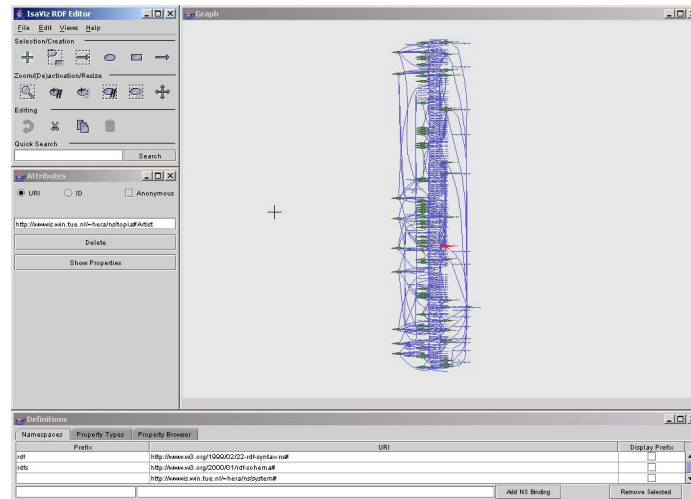 IsaViz RDF Editor
File Edit Views Help
Selection/Creation
Zoom/(De)activation/Resize
Editing
Quick Search
Search
Attributes
URI ID Anonymous
http://wwwis.win.tue.nl/~hera/ns/topia#Artist
Delete
Show Properties
Graph
Definitions
Namespaces Property Types Property Browser
Prefix URI Display Prefix
rdf http://www.w3.org/1999/02/22-rdf-syntax-ns#
rdfs http://www.w3.org/2000/01/rdf-schema#
http://wwwis.win.tue.nl/~hera/ns/system#
Add NS Binding Remove Selected